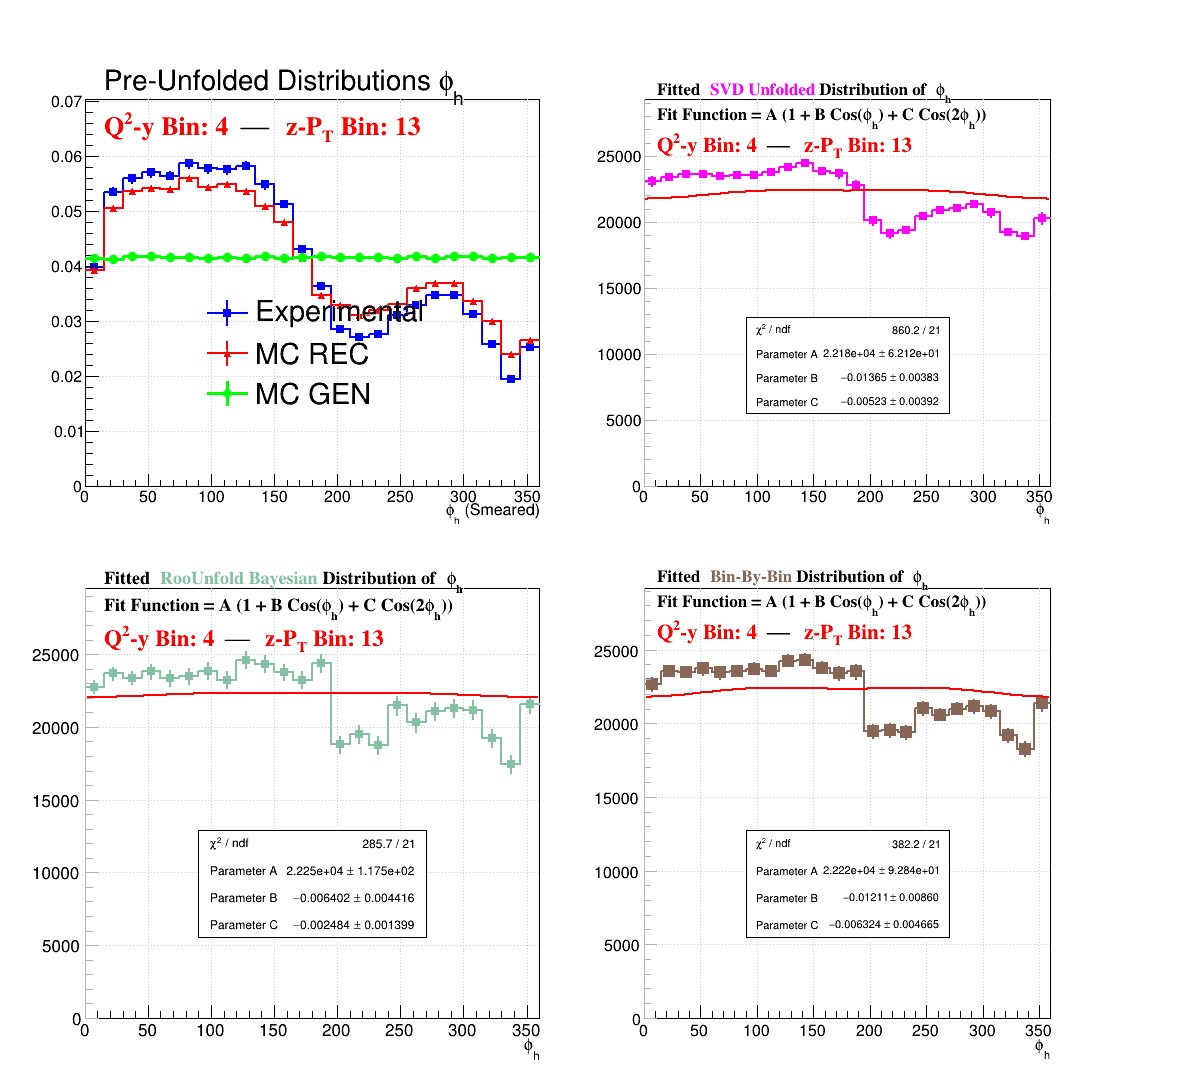 Pre-Unfolded Distributions ϕh
Q²-y Bin: 4 — z-PT Bin: 13
0.07
0.06
0.05
0.04
0.03
0.02
0.01
0
Experimental
MC REC
MC GEN
0 50 100 150 200 250 300 350
ϕh (Smeared)
Fitted SVD Unfolded Distribution of ϕh
Fit Function = A (1 + B Cos(ϕh) + C Cos(2ϕh))
Q²-y Bin: 4 — z-PT Bin: 13
25000
20000
15000
10000
5000
0
χ² / ndf 860.2 / 21
Parameter A 2.218e+04 ± 6.212e+01
Parameter B −0.01365 ± 0.00383
Parameter C −0.00523 ± 0.00392
0 50 100 150 200 250 300 350
ϕh
Fitted RooUnfold Bayesian Distribution of ϕh
Fit Function = A (1 + B Cos(ϕh) + C Cos(2ϕh))
Q²-y Bin: 4 — z-PT Bin: 13
25000
20000
15000
10000
5000
0
χ² / ndf 285.7 / 21
Parameter A 2.225e+04 ± 1.175e+02
Parameter B −0.006402 ± 0.004416
Parameter C −0.002484 ± 0.001399
0 50 100 150 200 250 300 350
ϕh
Fitted Bin-By-Bin Distribution of ϕh
Fit Function = A (1 + B Cos(ϕh) + C Cos(2ϕh))
Q²-y Bin: 4 — z-PT Bin: 13
25000
20000
15000
10000
5000
0
χ² / ndf 382.2 / 21
Parameter A 2.222e+04 ± 9.284e+01
Parameter B −0.01211 ± 0.00860
Parameter C −0.006324 ± 0.004665
0 50 100 150 200 250 300 350
ϕh